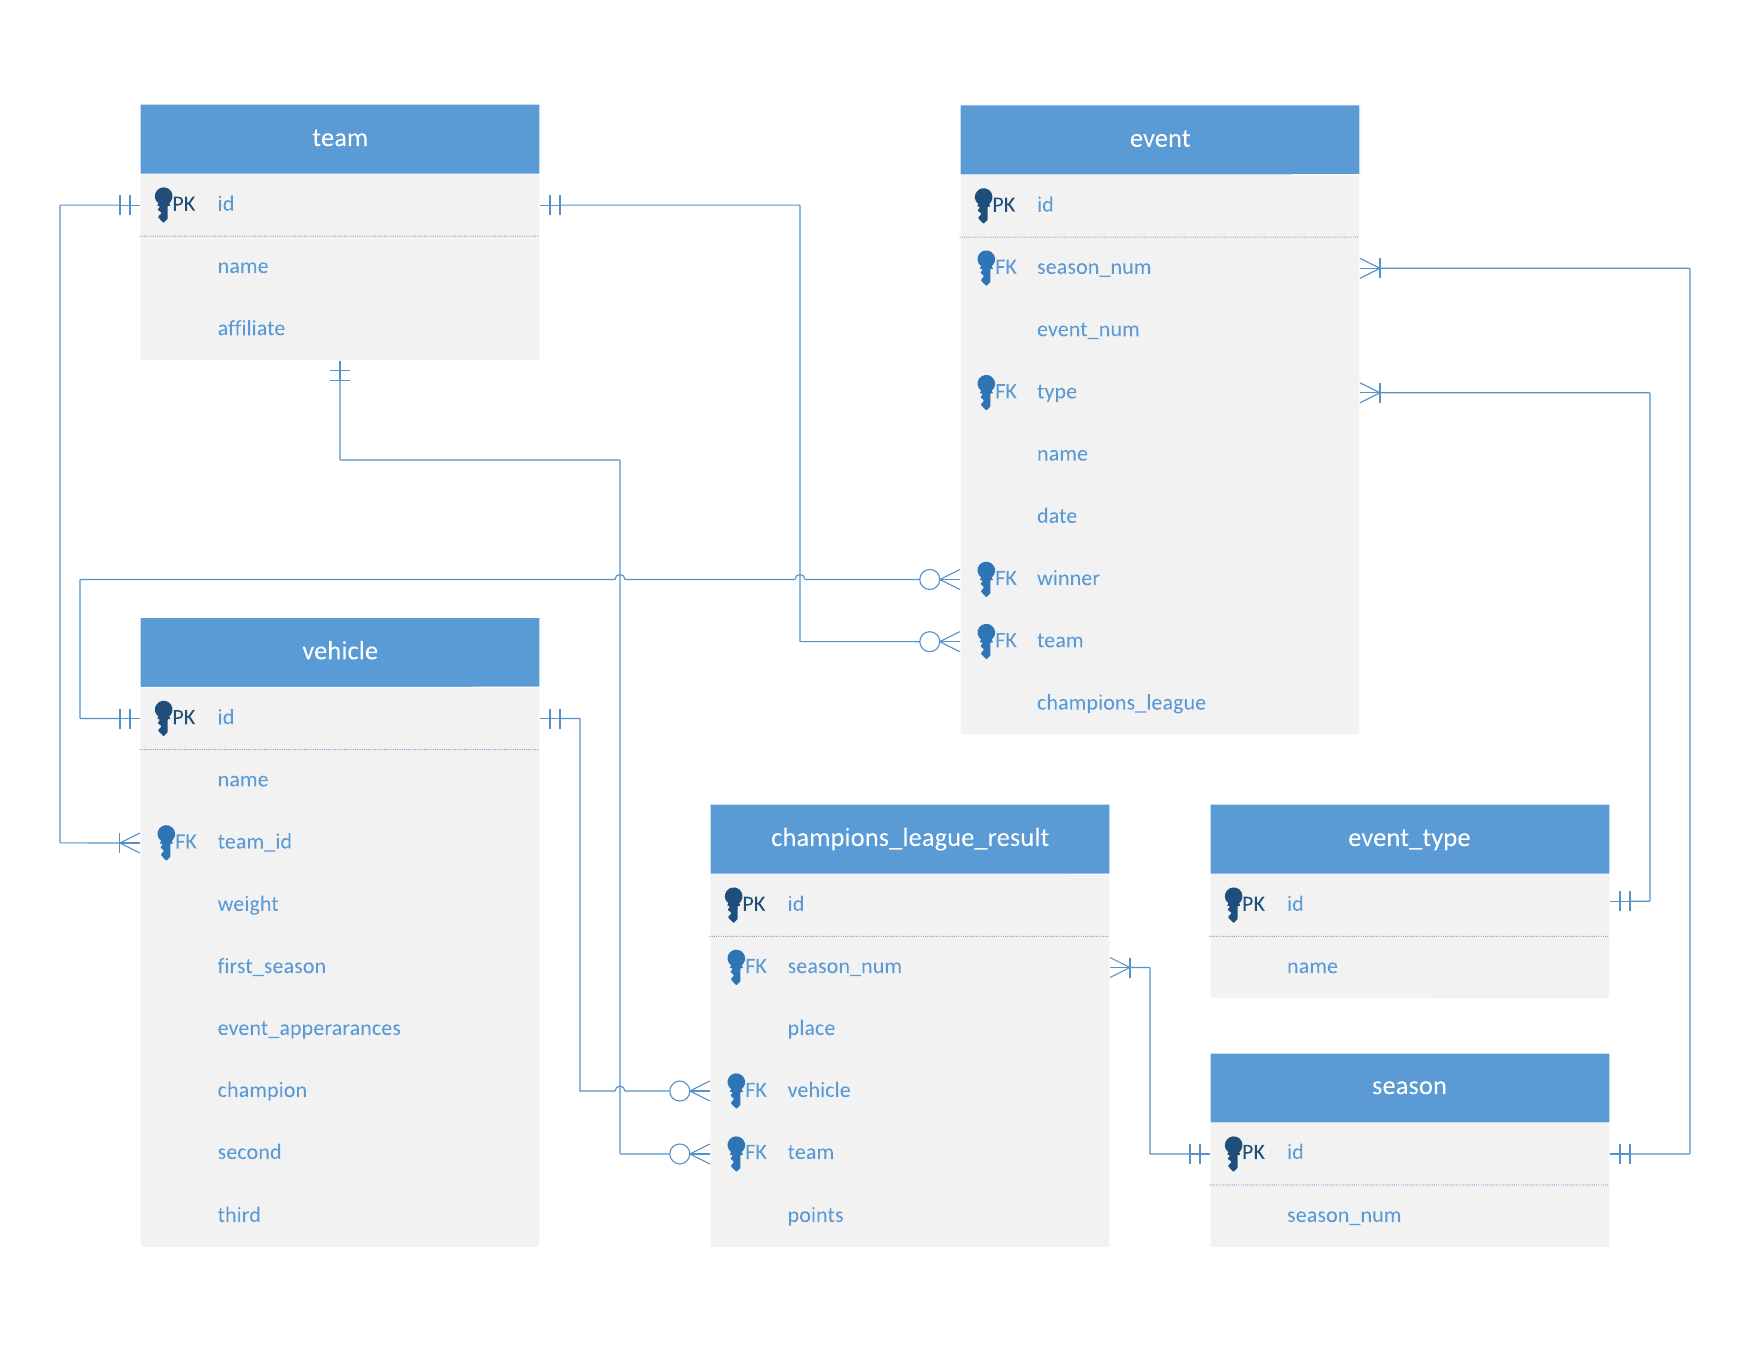 team
PK id
name
affiliate
event
PK id
FK season_num
event_num
FK type
name
date
FK winner
FK team
champions_league
vehicle
PK id
name
FK team_id
weight
first_season
event_apperarances
champion
second
third
champions_league_result
PK id
FK season_num
place
FK vehicle
FK team
points
event_type
PK id
name
season
PK id
season_num